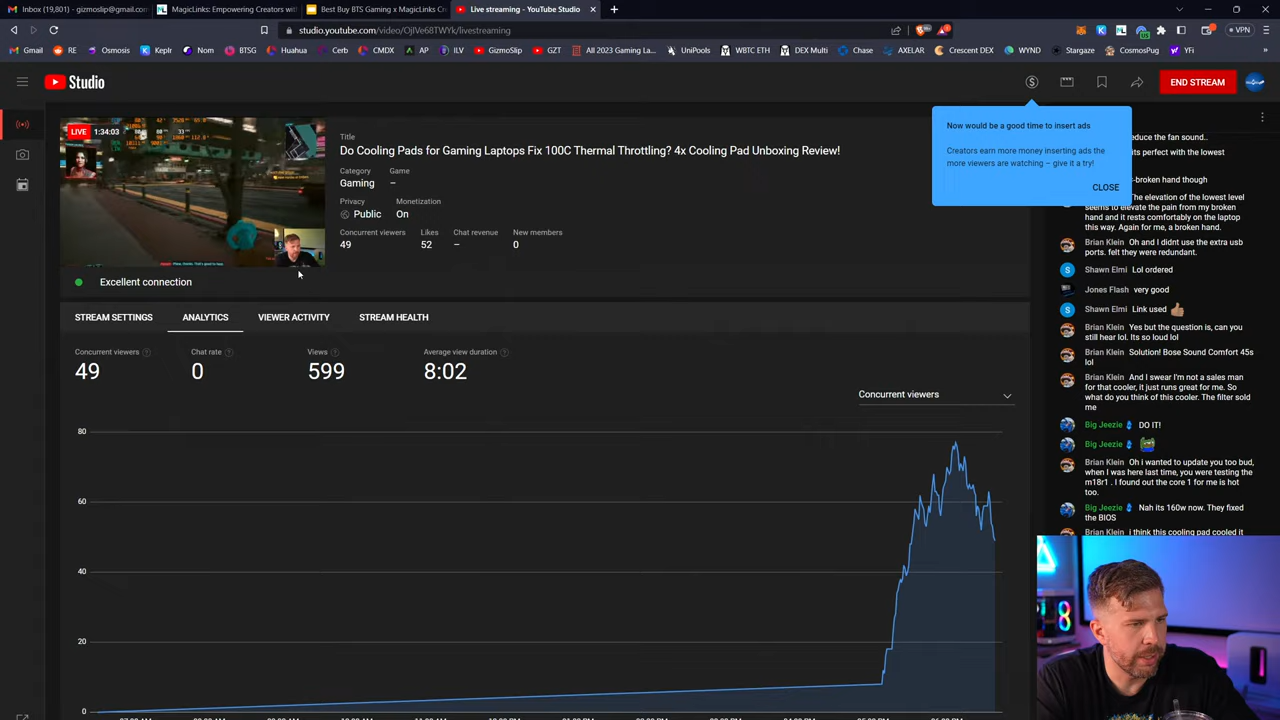 Inbox (19,801) - gizmoslip@gmail.com
MagicLinks: Empowering Creators with
Best Buy BTS Gaming x MagicLinks Cr
Live streaming - YouTube Studio
studio.youtube.com/video/OjIVe68TWYk/livestreaming
VPN
Gmail RE Osmosis Keplr Nom BTSG Huahua Cerb CMDX AP ILV GizmoSlip GZT All 2023 Gaming La... UniPools WBTC ETH DEX Multi Chase AXELAR Crescent DEX WYND Stargaze CosmosPug YFi
Studio
END STREAM
LIVE 1:34:03
Title
Do Cooling Pads for Gaming Laptops Fix 100C Thermal Throttling? 4x Cooling Pad Unboxing Review!
Category Game
Gaming –
Privacy Monetization
Public On
Concurrent viewers Likes Chat revenue New members
49 52 – 0
Excellent connection
Now would be a good time to insert ads
Creators earn more money inserting ads the
more viewers are watching – give it a try!
CLOSE
STREAM SETTINGS ANALYTICS VIEWER ACTIVITY STREAM HEALTH
Concurrent viewers Chat rate Views Average view duration
49 0 599 8:02
Concurrent viewers
80
60
40
20
0
educe the fan sound..
its perfect with the lowest
-broken hand though
The elevation of the lowest level
seems to elevate the pain from my broken
hand and it rests comfortably on the laptop
this way. Again for me, a broken hand.
Brian Klein Oh and I didnt use the extra usb
ports. felt they were redundant.
Shawn Elmi Lol ordered
Jones Flash very good
Shawn Elmi Link used
Brian Klein Yes but the question is, can you
still hear lol. Its so loud lol
Brian Klein Solution! Bose Sound Comfort 45s
lol
Brian Klein And I swear I'm not a sales man
for that cooler, it just runs great for me. So
what do you think of this cooler. The filter sold
me
Big Jeezie DO IT!
Big Jeezie
Brian Klein Oh i wanted to update you too bud,
when I was here last time, you were testing the
m18r1 . I found out the core 1 for me is hot
too.
Big Jeezie Nah its 160w now. They fixed
the BIOS
Brian Klein i think this cooling pad cooled it